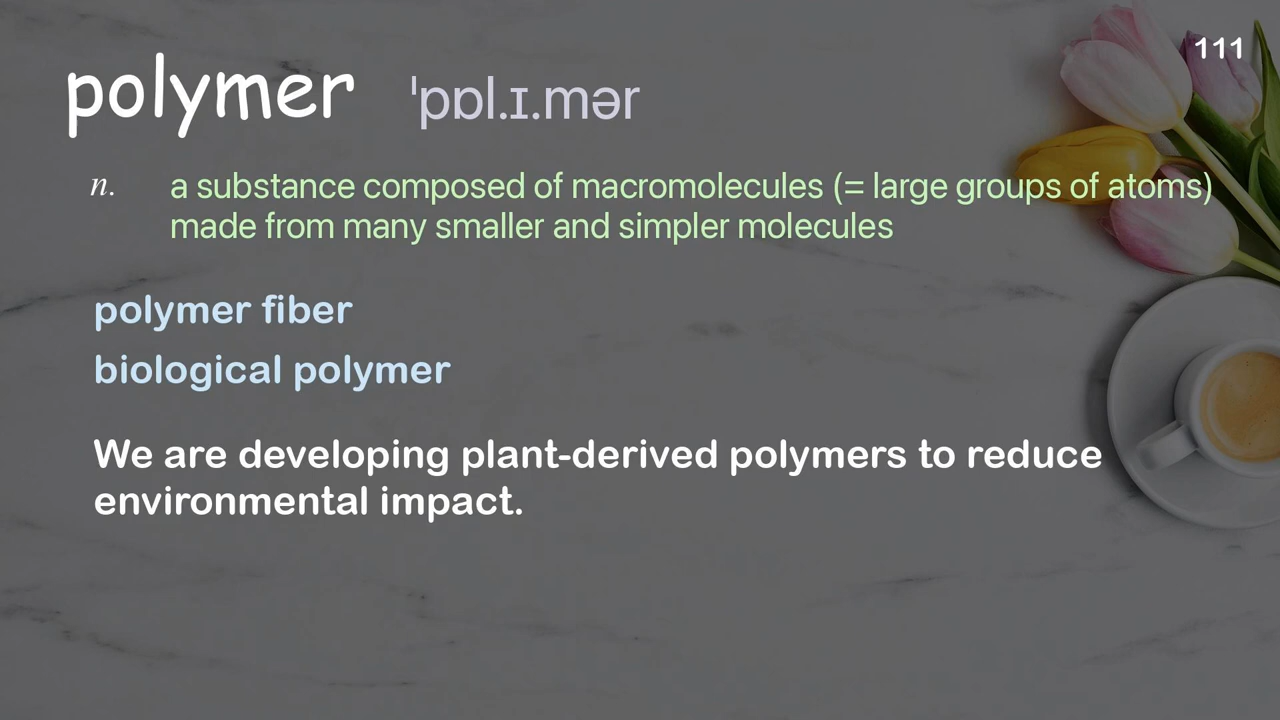 111
polymer ˈpɒl.ɪ.mər
n. a substance composed of macromolecules (= large groups of atoms)
made from many smaller and simpler molecules
polymer fiber
biological polymer
We are developing plant-derived polymers to reduce
environmental impact.